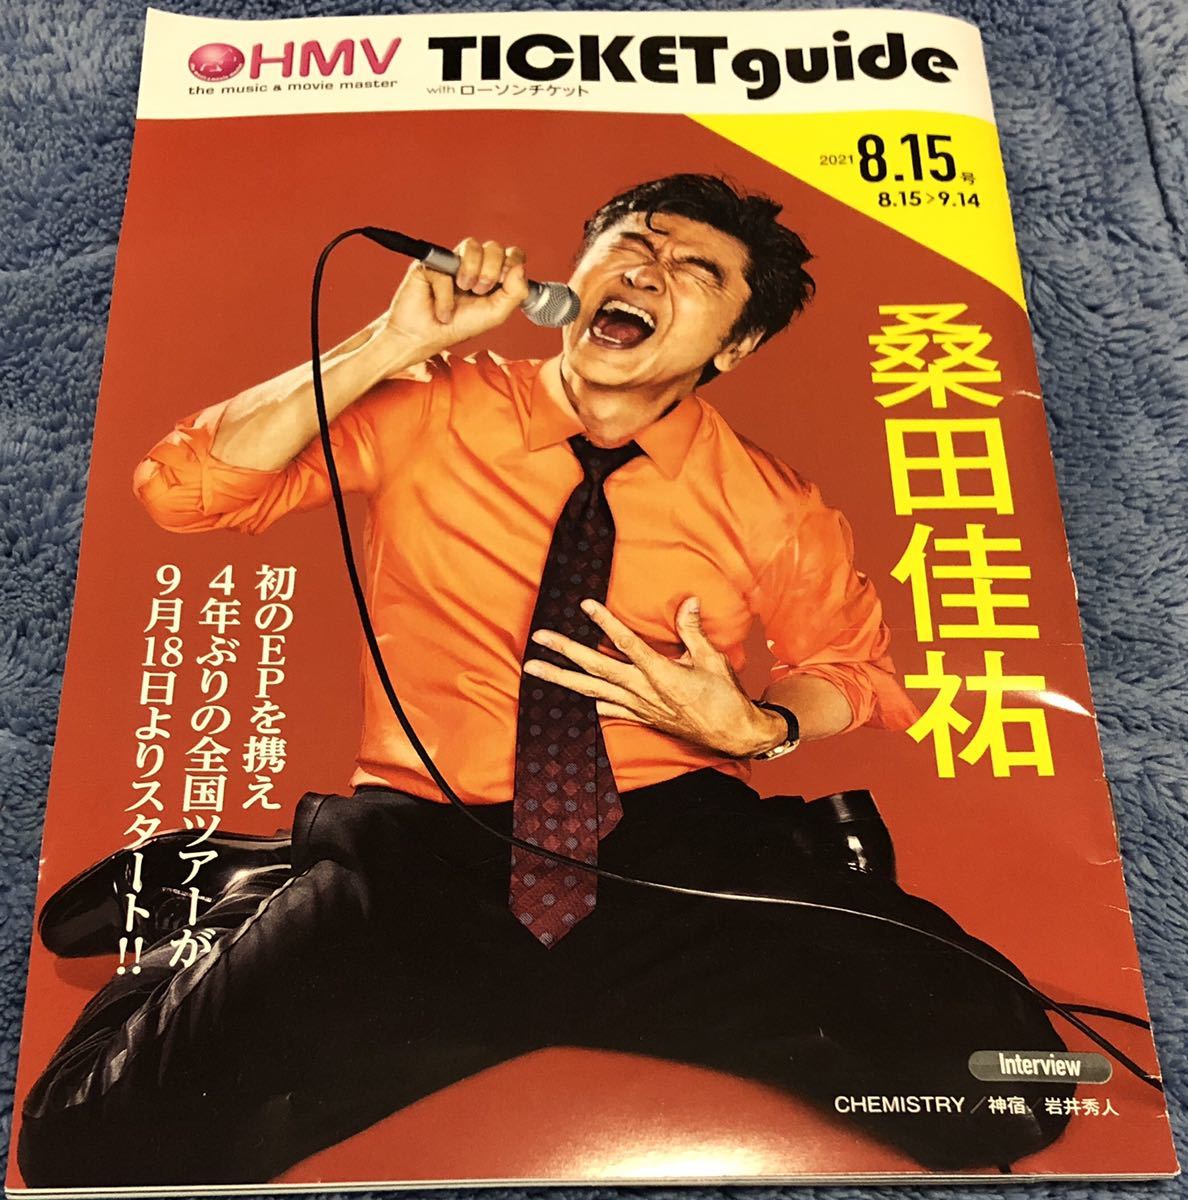 HMV
the music & movie master
TICKETguide
with ローソンチケット
2021 8.15号
8.15>9.14
桑田佳祐
初のEPを携え
4年ぶりの全国ツアーが
9月18日よりスタート!!
Interview
CHEMISTRY/神宿/岩井秀人